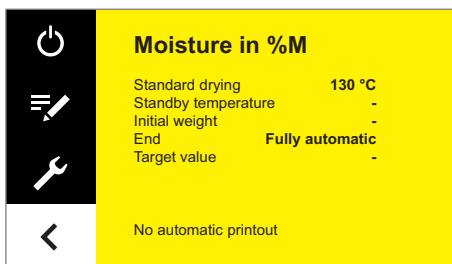 Moisture in %M
Standard drying 130 °C
Standby temperature -
Initial weight -
End Fully automatic
Target value -
No automatic printout